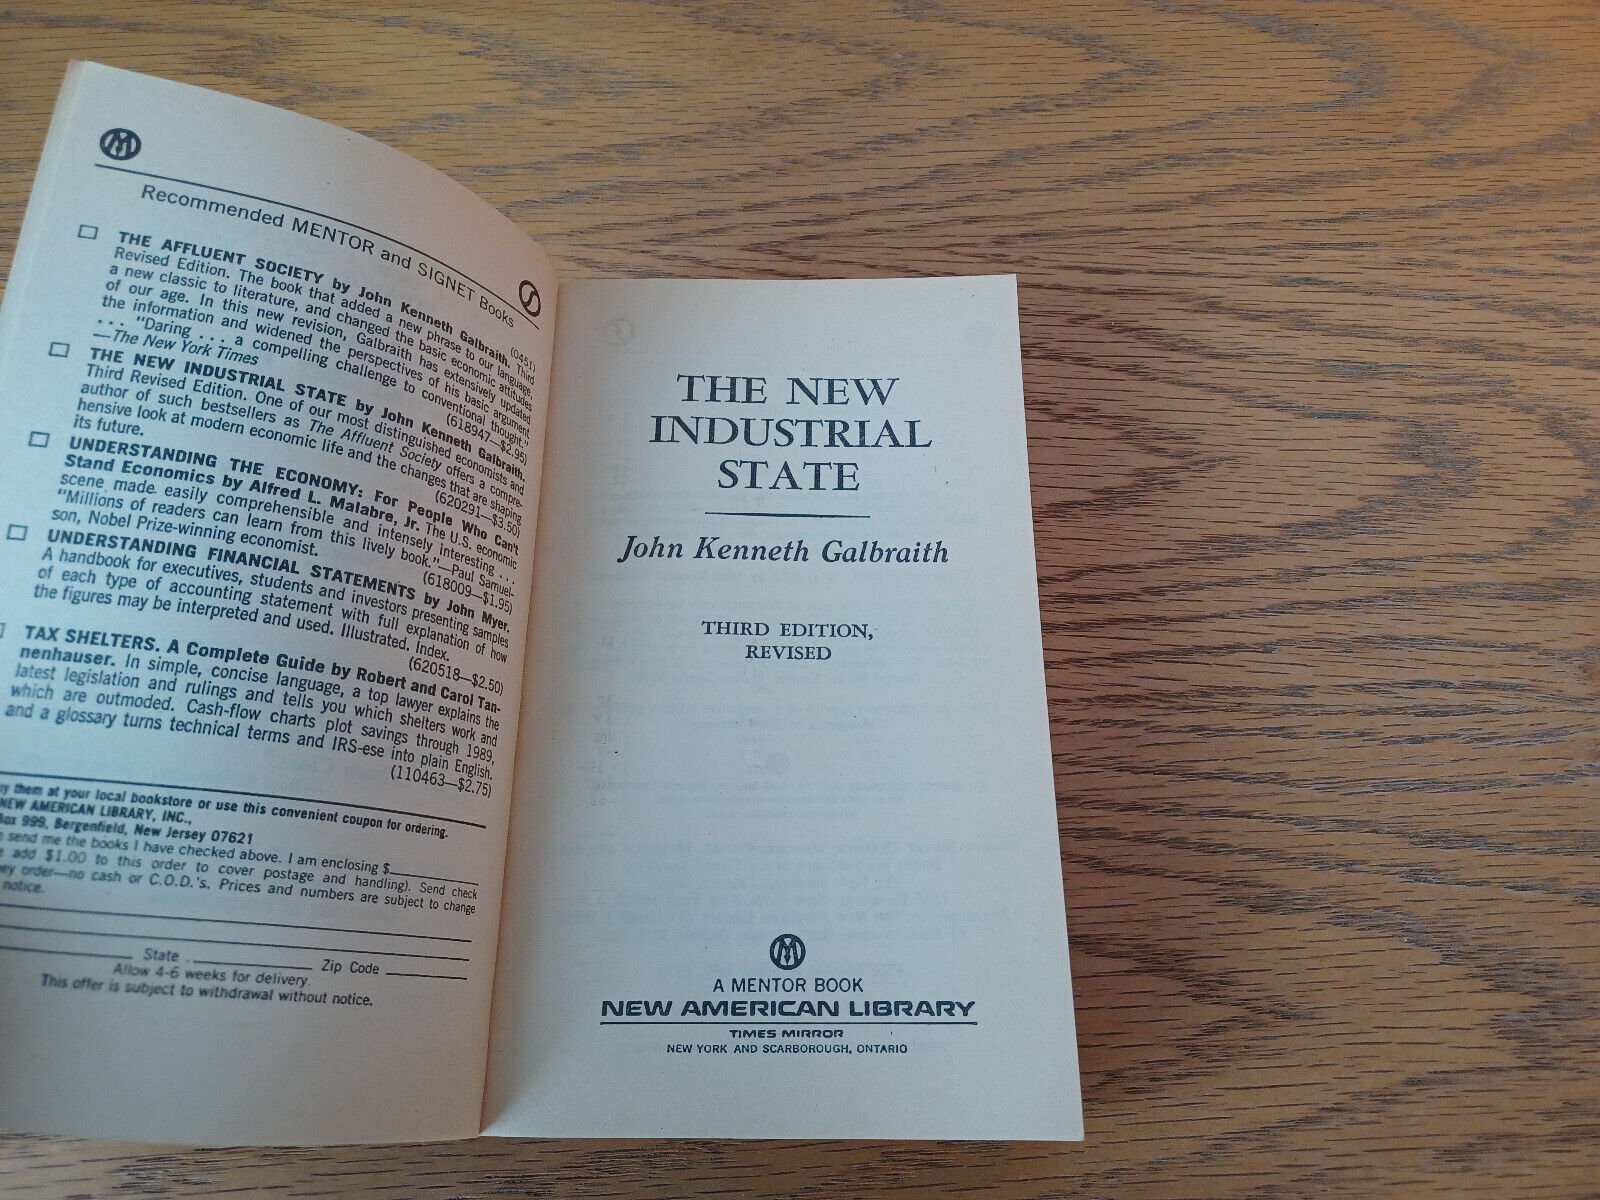 Recommended MENTOR and SIGNET Books
(0451)
THE AFFLUENT SOCIETY by John Kenneth Galbraith. Third
Revised Edition. The book that added a new phrase to our language,
a new classic to literature, and changed the basic economic attitudes
of our age. In this new revision, Galbraith has extensively updated
the information and widened the perspectives of his basic argument
. . . "Daring . . . a compelling challenge to conventional thought."
—The New York Times (618947—$2.95)
THE NEW INDUSTRIAL STATE by John Kenneth Galbraith.
Third Revised Edition. One of our most distinguished economists and
author of such bestsellers as The Affluent Society offers a compre-
hensive look at modern economic life and the changes that are shaping
its future. (620291—$3.50)
UNDERSTANDING THE ECONOMY: For People Who Can't
Stand Economics by Alfred L. Malabre, Jr. The U.S. economic
scene made easily comprehensible and intensely interesting . . .
"Millions of readers can learn from this lively book."—Paul Samuel-
son, Nobel Prize-winning economist. (618009—$1.95)
UNDERSTANDING FINANCIAL STATEMENTS by John Myer.
A handbook for executives, students and investors presenting samples
of each type of accounting statement with full explanation of how
the figures may be interpreted and used. Illustrated. Index.
(620518—$2.50)
TAX SHELTERS. A Complete Guide by Robert and Carol Tan-
nenhauser. In simple, concise language, a top lawyer explains the
latest legislation and rulings and tells you which shelters work and
which are outmoded. Cash-flow charts plot savings through 1989,
and a glossary turns technical terms and IRS-ese into plain English.
(110463—$2.75)
them at your local bookstore or use this convenient coupon for ordering.
NEW AMERICAN LIBRARY, INC.,
Box 999, Bergenfield, New Jersey 07621
send me the books I have checked above. I am enclosing $
add $1.00 to this order to cover postage and handling). Send check
order—no cash or C.O.D.'s. Prices and numbers are subject to change
notice.
State Zip Code
Allow 4-6 weeks for delivery.
This offer is subject to withdrawal without notice.
THE NEW
INDUSTRIAL
STATE
John Kenneth Galbraith
THIRD EDITION,
REVISED
M
A MENTOR BOOK
NEW AMERICAN LIBRARY
TIMES MIRROR
NEW YORK AND SCARBOROUGH, ONTARIO